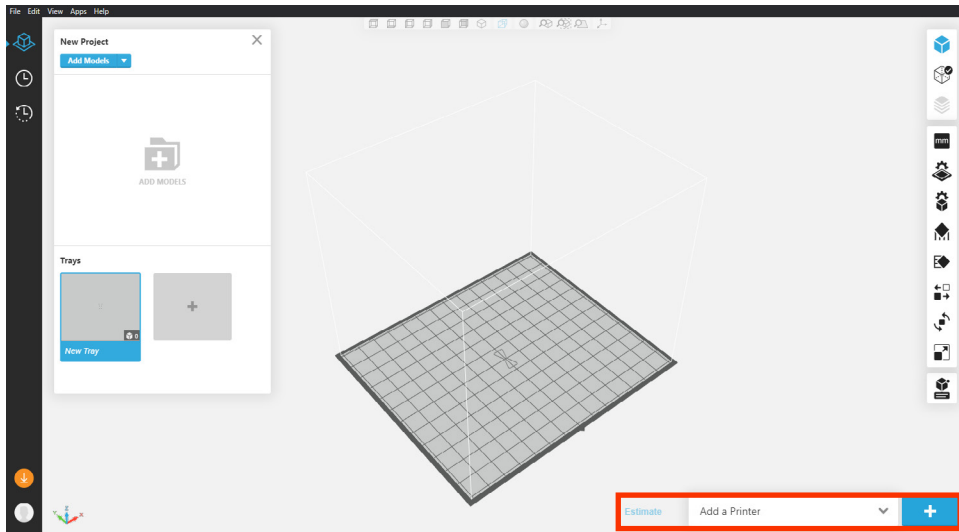 File Edit View Apps Help
New Project
Add Models
ADD MODELS
Trays
0
New Tray
mm
Estimate
Add a Printer